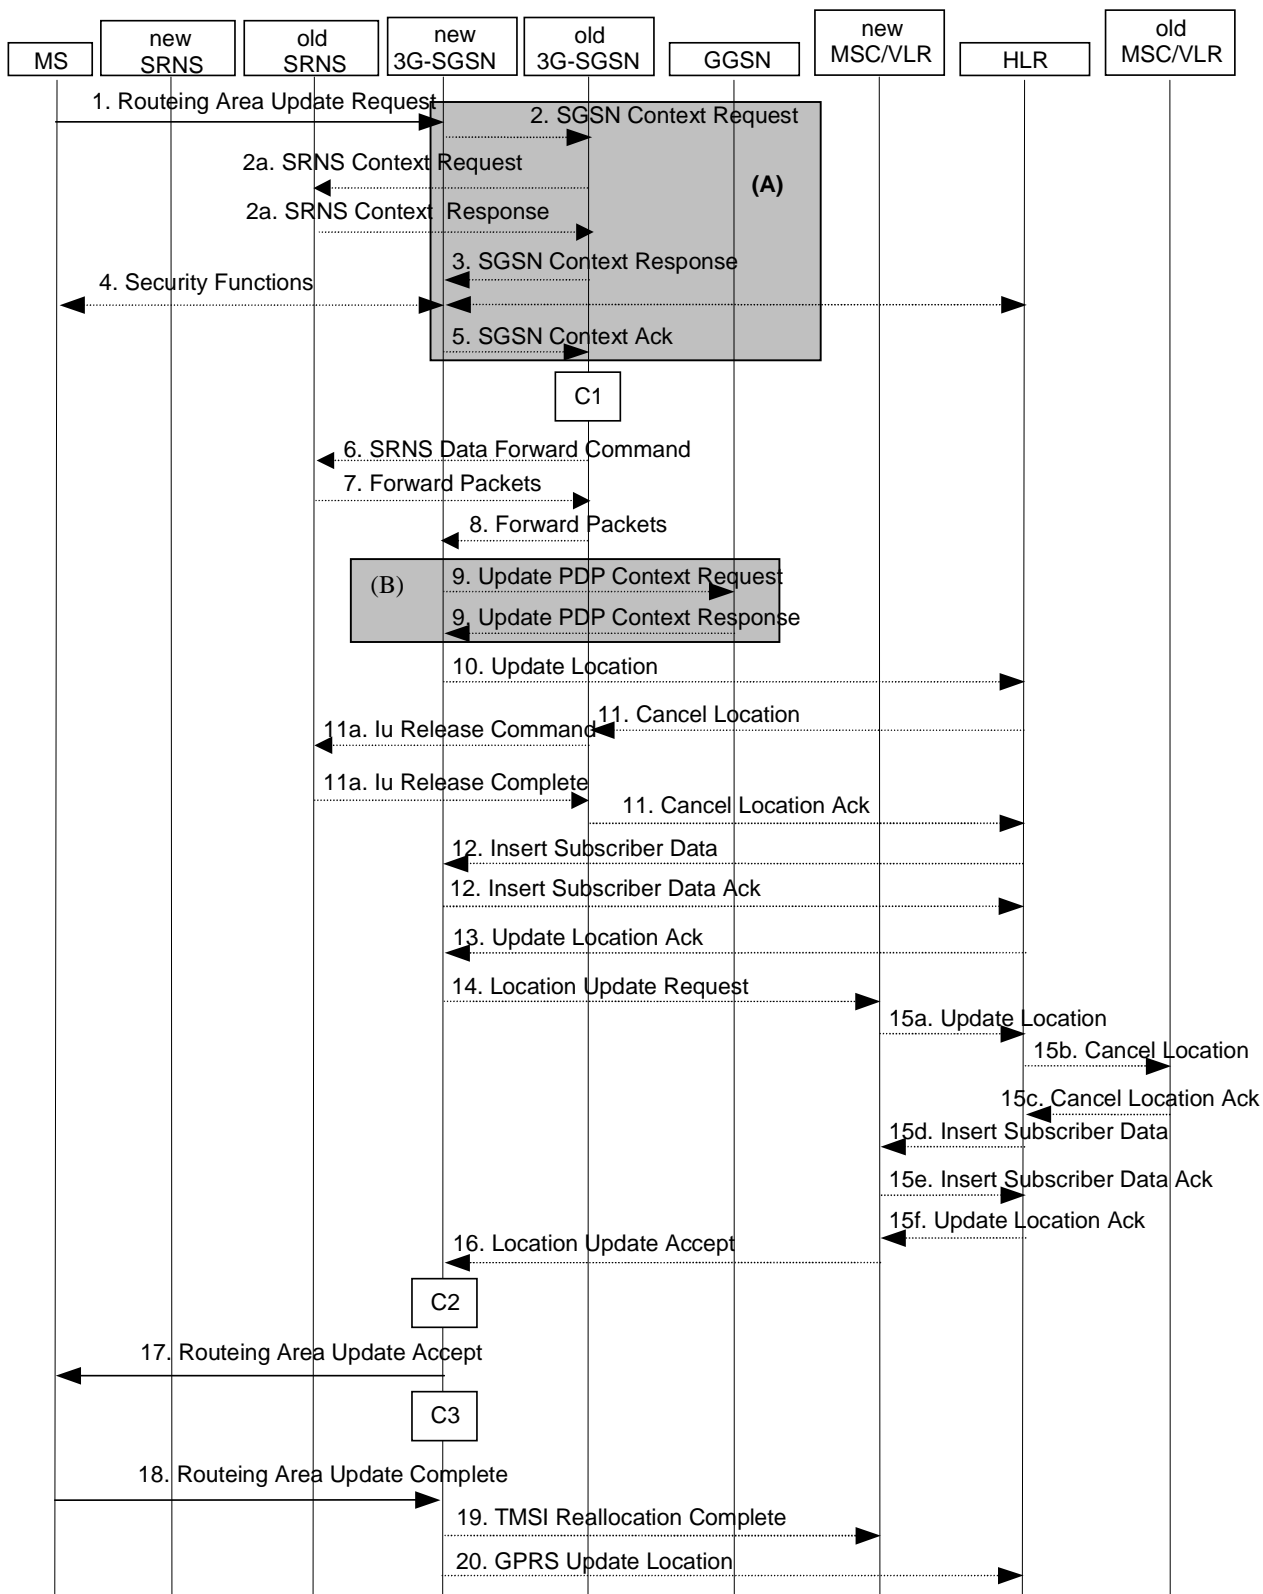 MS
new
SRNS
old
SRNS
new
3G-SGSN
old
3G-SGSN
GGSN
new
MSC/VLR
HLR
old
MSC/VLR
1. Routeing Area Update Request
2. SGSN Context Request
2a. SRNS Context Request
(A)
2a. SRNS Context Response
3. SGSN Context Response
4. Security Functions
5. SGSN Context Ack
C1
6. SRNS Data Forward Command
7. Forward Packets
8. Forward Packets
(B)
9. Update PDP Context Request
9. Update PDP Context Response
10. Update Location
11. Cancel Location
11a. Iu Release Command
11a. Iu Release Complete
11. Cancel Location Ack
12. Insert Subscriber Data
12. Insert Subscriber Data Ack
13. Update Location Ack
14. Location Update Request
15a. Update Location
15b. Cancel Location
15c. Cancel Location Ack
15d. Insert Subscriber Data
15e. Insert Subscriber Data Ack
15f. Update Location Ack
16. Location Update Accept
C2
17. Routeing Area Update Accept
C3
18. Routeing Area Update Complete
19. TMSI Reallocation Complete
20. GPRS Update Location